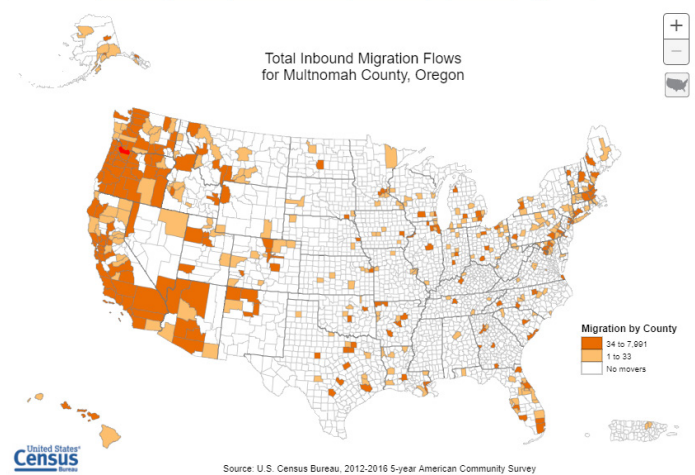 Total Inbound Migration Flows
for Multnomah County, Oregon
+
−
Migration by County
34 to 7,991
1 to 33
No movers
United States®
Census
Bureau
Source: U.S. Census Bureau, 2012-2016 5-year American Community Survey